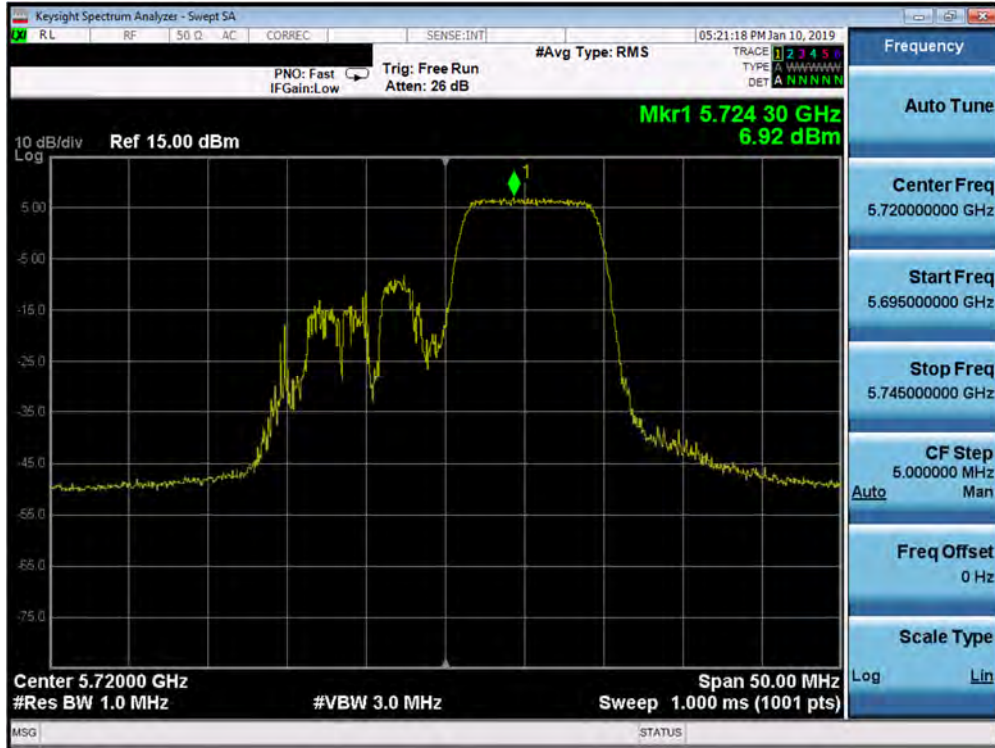 Keysight Spectrum Analyzer - Swept SA
LXI RL RF 50 Ω AC CORREC SENSE:INT 05:21:18 PM Jan 10, 2019
#Avg Type: RMS TRACE 1 2 3 4 5 6
PNO: Fast Trig: Free Run TYPE A WWWWW
IFGain:Low Atten: 26 dB DET A N N N N N
Mkr1 5.724 30 GHz
6.92 dBm
10 dB/div Ref 15.00 dBm
Log
1
5.00
-5.00
-15.0
-25.0
-35.0
-45.0
-55.0
-65.0
-75.0
Center 5.72000 GHz Span 50.00 MHz
#Res BW 1.0 MHz #VBW 3.0 MHz Sweep 1.000 ms (1001 pts)
MSG STATUS
Frequency
Auto Tune
Center Freq
5.720000000 GHz
Start Freq
5.695000000 GHz
Stop Freq
5.745000000 GHz
CF Step
5.000000 MHz
Auto Man
Freq Offset
0 Hz
Scale Type
Log Lin